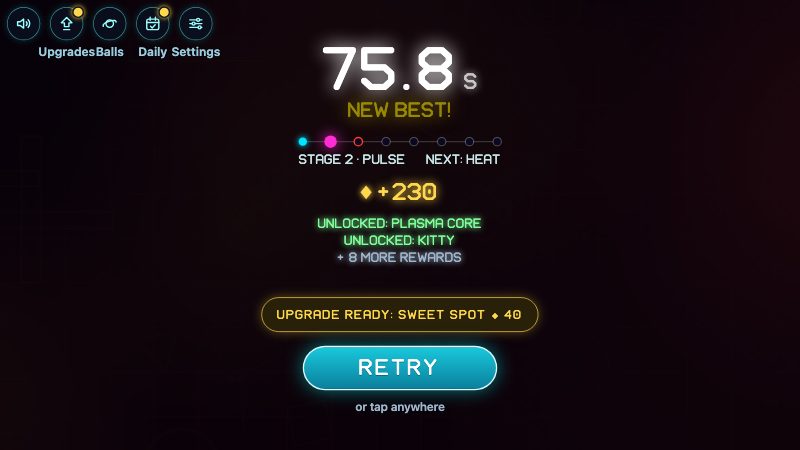 Upgrades Balls Daily Settings
75.8 s
NEW BEST!
STAGE 2 · PULSE NEXT: HEAT
+230
UNLOCKED: PLASMA CORE
UNLOCKED: KITTY
+ 8 MORE REWARDS
UPGRADE READY: SWEET SPOT ◆ 40
RETRY
or tap anywhere